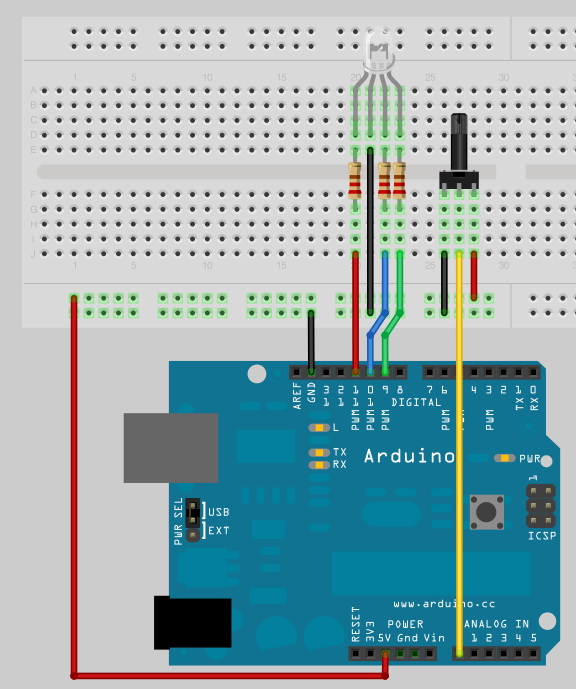 1 5 10 15 20 25 30
A
B
C
D
E
F
G
H
I
J
1 5 10 15 25 30
AREF
GND
13
12
PWM 11
PWM 10
PWM 9
8
7
PWM 6
PWM
4
PWM 3
2
TX 1
RX 0
DIGITAL
L
TX
RX
Arduino
PWR
1
ICSP
PWR SEL
USB
EXT
www.arduino.cc
POWER
ANALOG IN
RESET
3V3
5V Gnd Vin
1 2 3 4 5